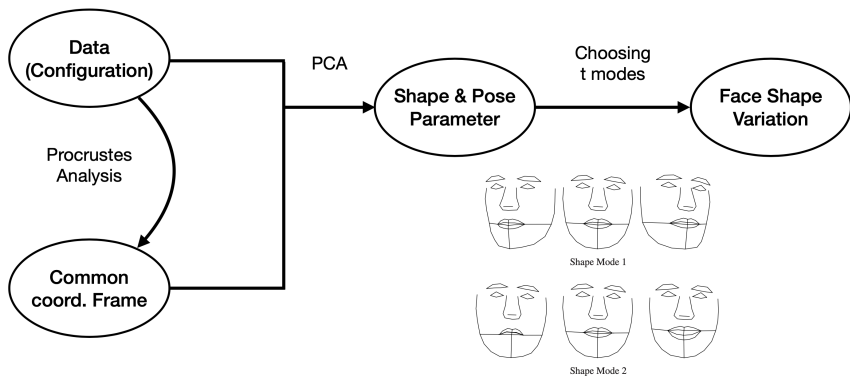 Data
(Configuration)
PCA
Choosing
t modes
Shape & Pose
Parameter
Face Shape
Variation
Procrustes
Analysis
Common
coord. Frame
Shape Mode 1
Shape Mode 2